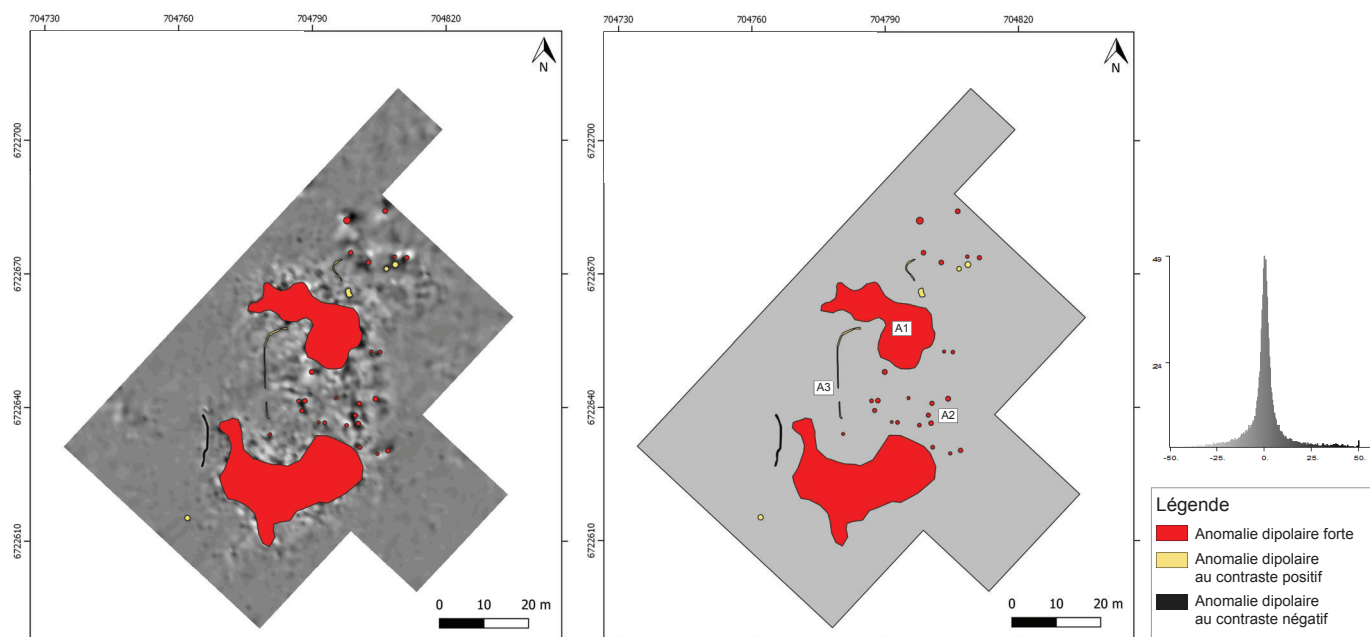 704730 704760 704790 704820
6722700
6722670
6722640
6722610
N
0 10 20 m
704730 704760 704790 704820
6722700
6722670
6722640
6722610
N
A1
A3
A2
0 10 20 m
49
24
-50. -25. 0. 25. 50.
Légende
Anomalie dipolaire forte
Anomalie dipolaire
au contraste positif
Anomalie dipolaire
au contraste négatif